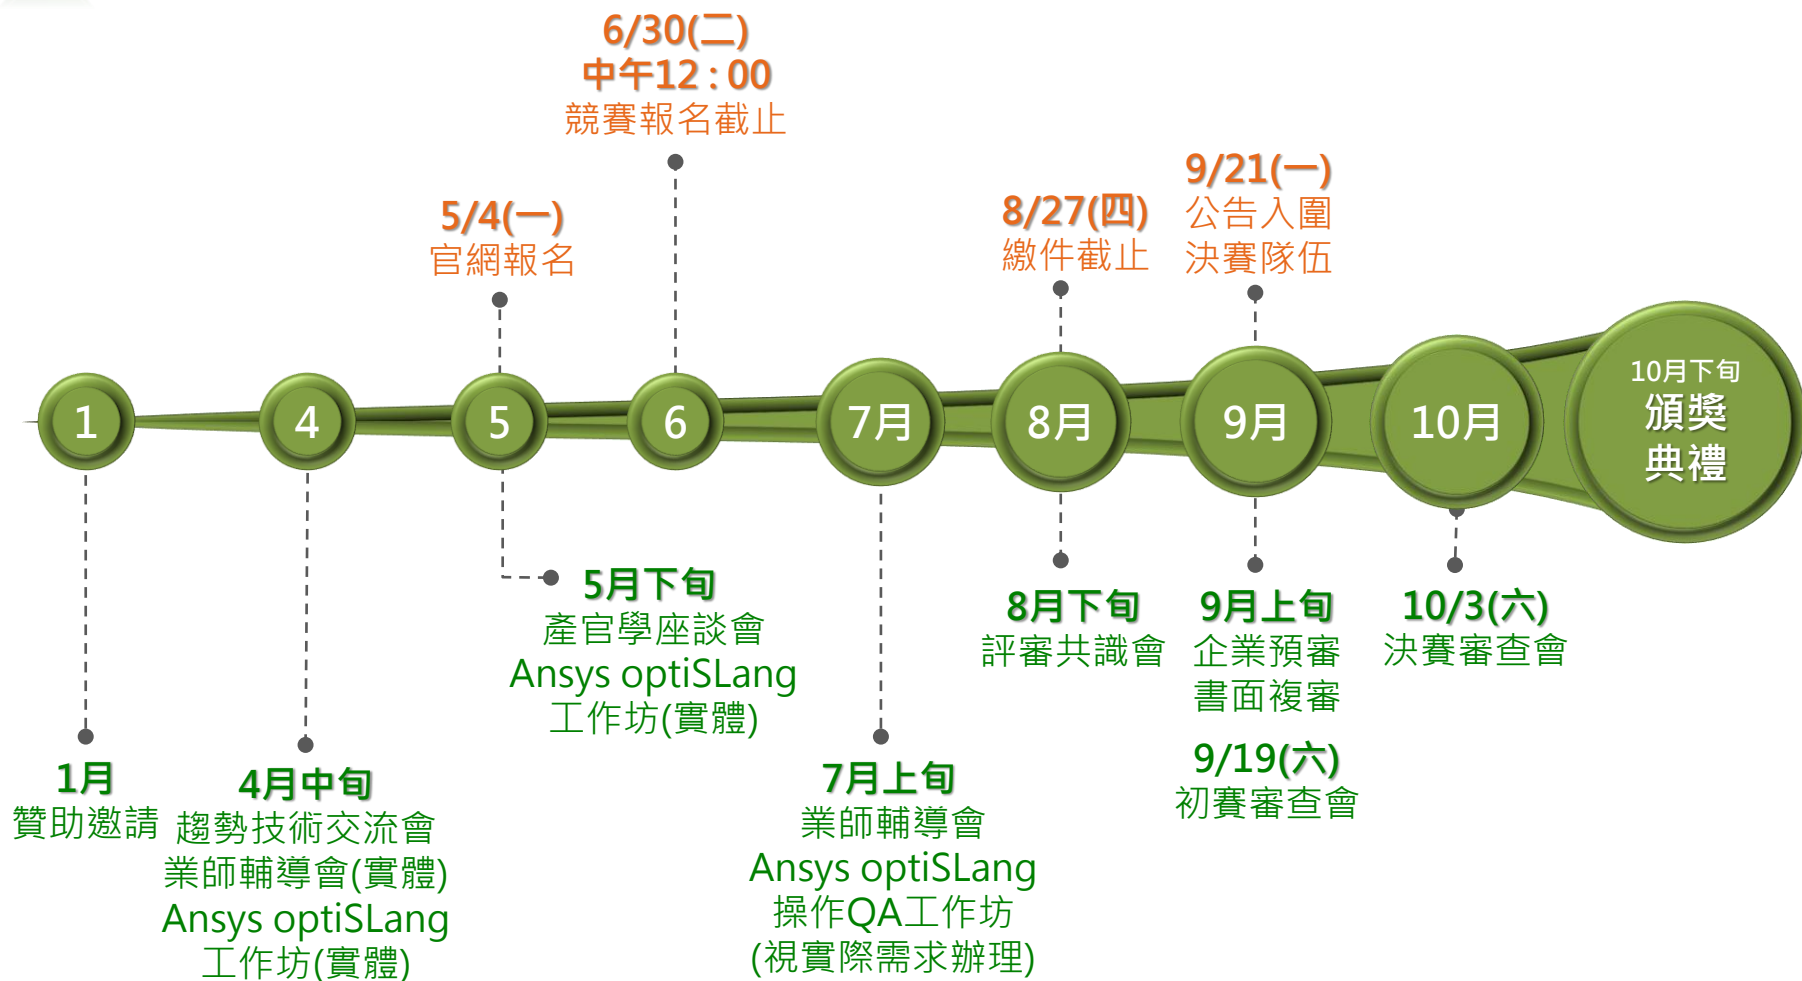 6/30(二)
中午12 : 00
競賽報名截止
5/4(一)
官網報名
8/27(四)
繳件截止
9/21(一)
公告入圍
決賽隊伍
1
4
5
6
7月
8月
9月
10月
10月下旬
頒獎
典禮
1月
贊助邀請
4月中旬
趨勢技術交流會
業師輔導會(實體)
Ansys optiSLang
工作坊(實體)
5月下旬
產官學座談會
Ansys optiSLang
工作坊(實體)
7月上旬
業師輔導會
Ansys optiSLang
操作QA工作坊
(視實際需求辦理)
8月下旬
評審共識會
9月上旬
企業預審
書面複審
9/19(六)
初賽審查會
10/3(六)
決賽審查會